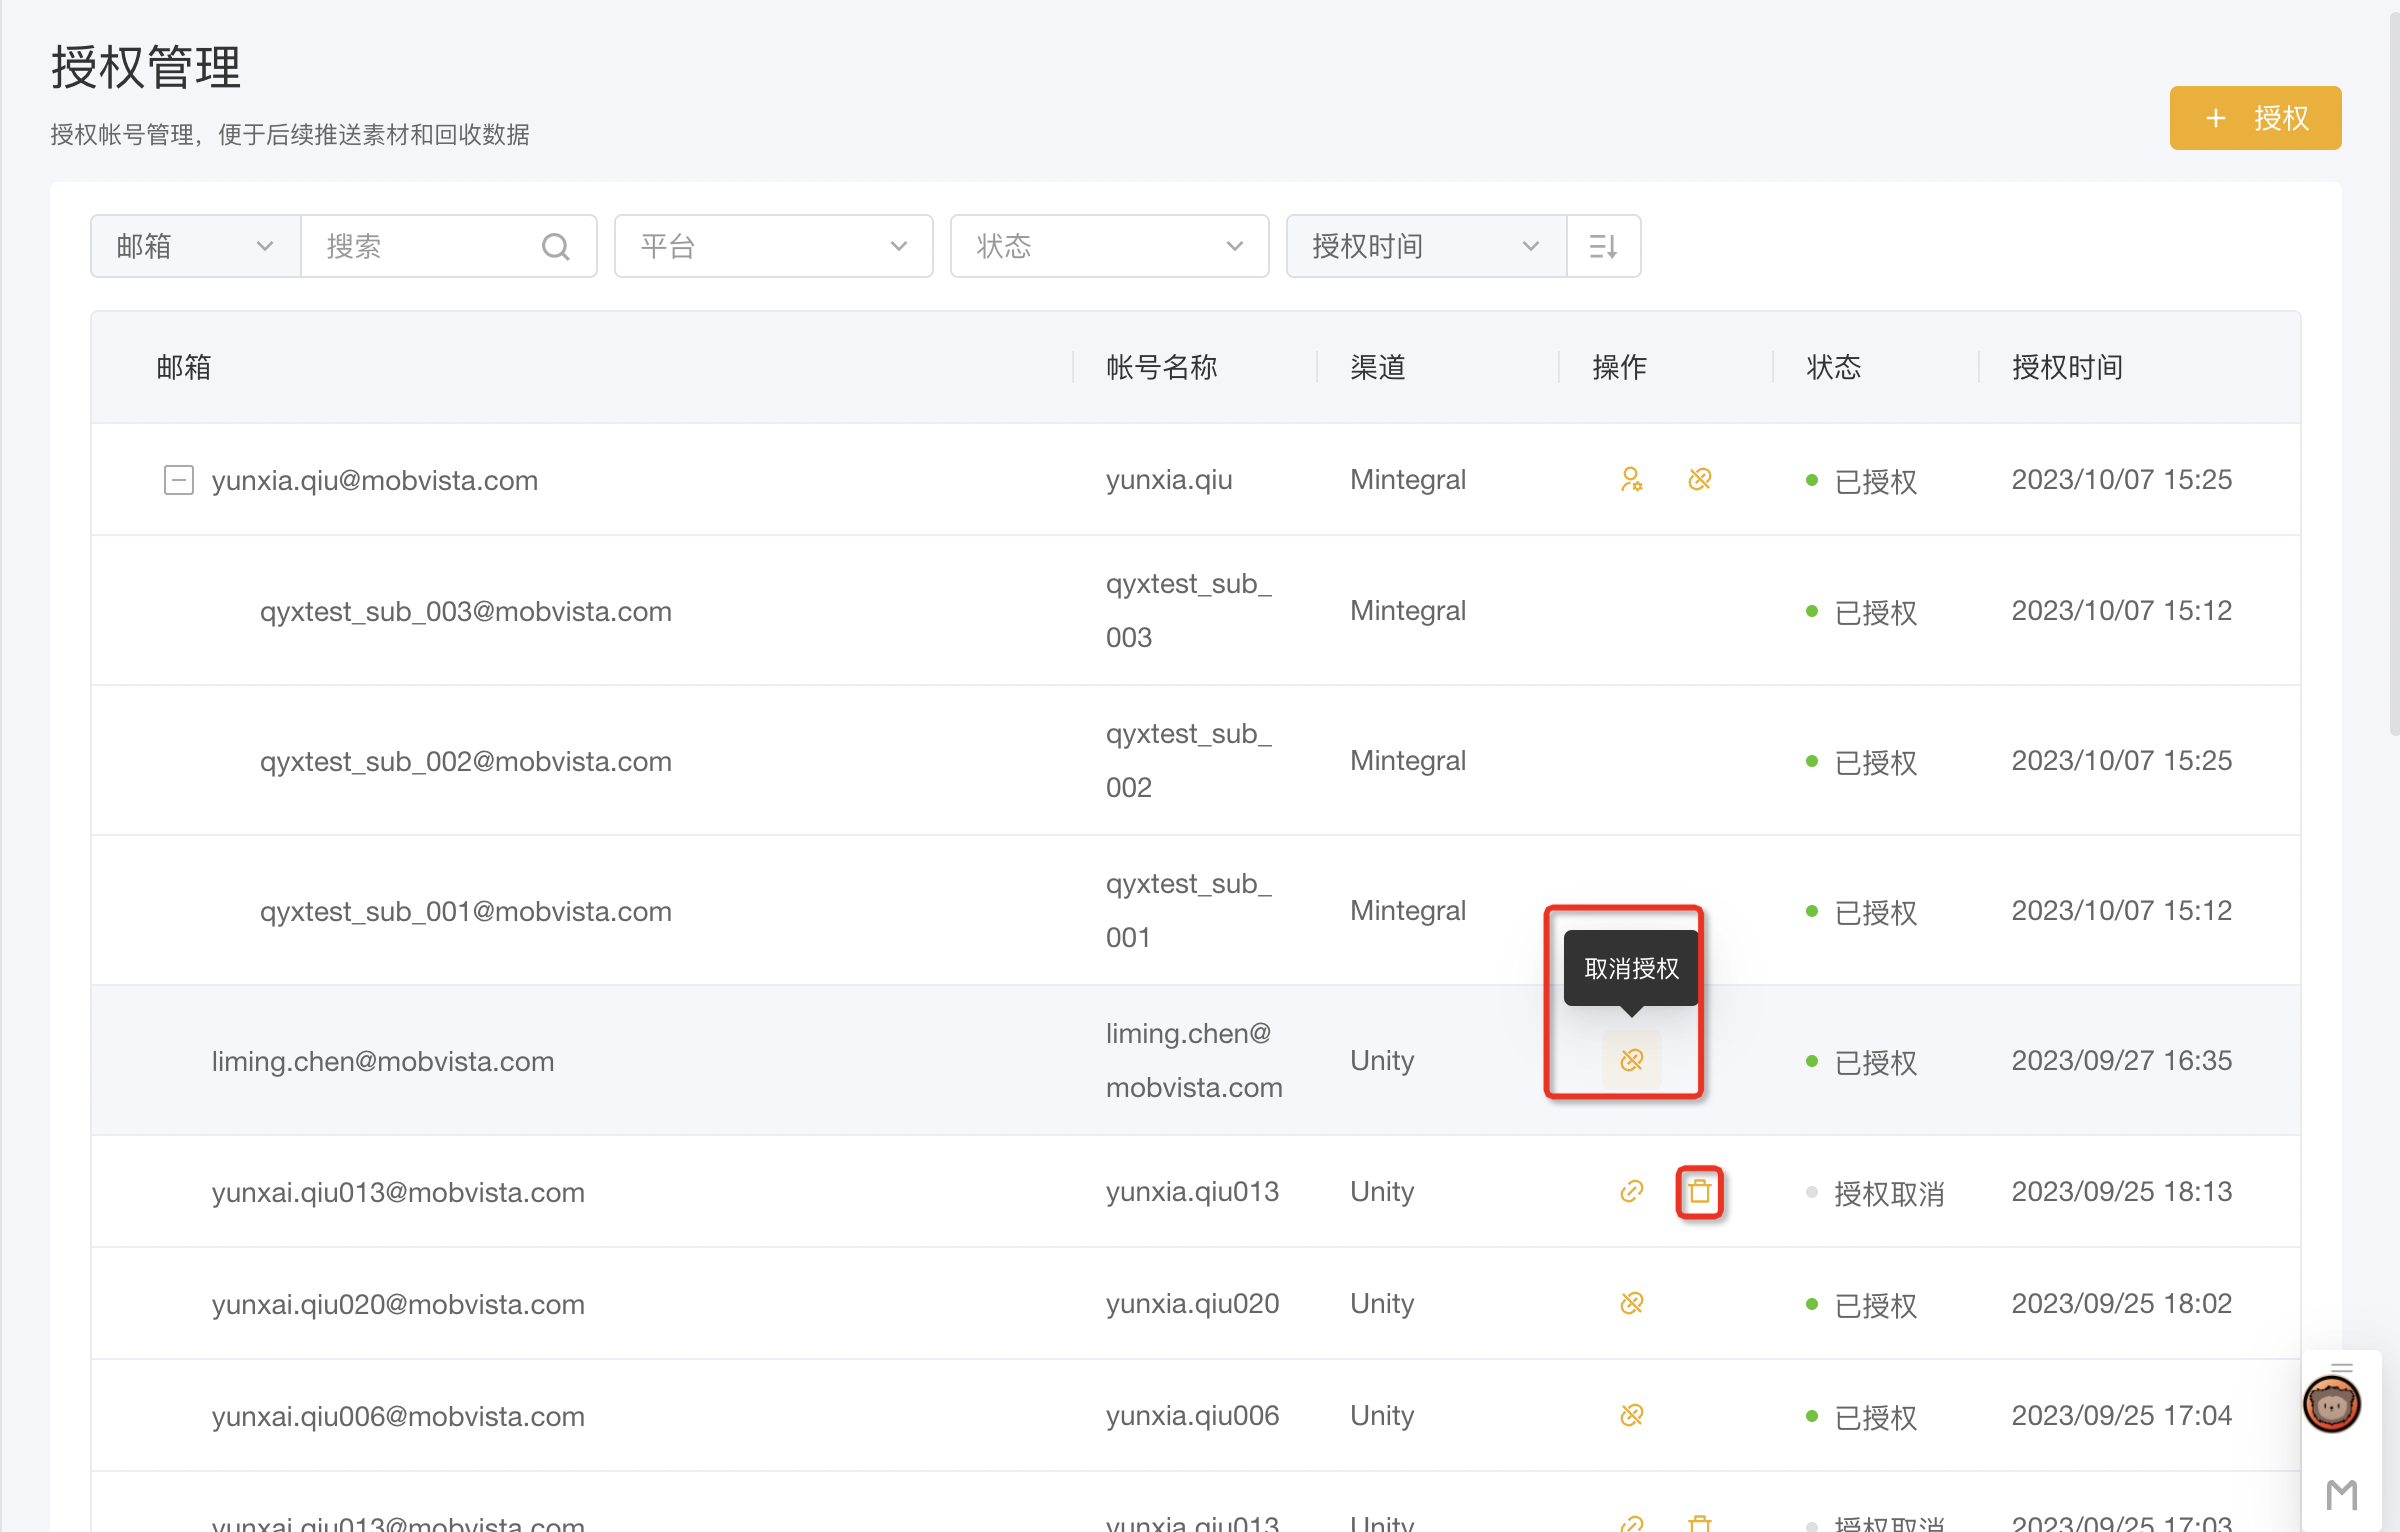 授权管理
授权帐号管理，便于后续推送素材和回收数据
+ 授权
邮箱 搜索 平台 状态 授权时间
邮箱 帐号名称 渠道 操作 状态 授权时间
yunxia.qiu@mobvista.com yunxia.qiu Mintegral 已授权 2023/10/07 15:25
qyxtest_sub_003@mobvista.com qyxtest_sub_
003 Mintegral 已授权 2023/10/07 15:12
qyxtest_sub_002@mobvista.com qyxtest_sub_
002 Mintegral 已授权 2023/10/07 15:25
qyxtest_sub_001@mobvista.com qyxtest_sub_
001 Mintegral 已授权 2023/10/07 15:12
取消授权
liming.chen@mobvista.com liming.chen@
mobvista.com Unity 已授权 2023/09/27 16:35
yunxai.qiu013@mobvista.com yunxia.qiu013 Unity 授权取消 2023/09/25 18:13
yunxai.qiu020@mobvista.com yunxia.qiu020 Unity 已授权 2023/09/25 18:02
yunxai.qiu006@mobvista.com yunxia.qiu006 Unity 已授权 2023/09/25 17:04
yunxai.qiu013@mobvista.com yunxia.qiu013 Unity 授权取消 2023/09/25 17:03